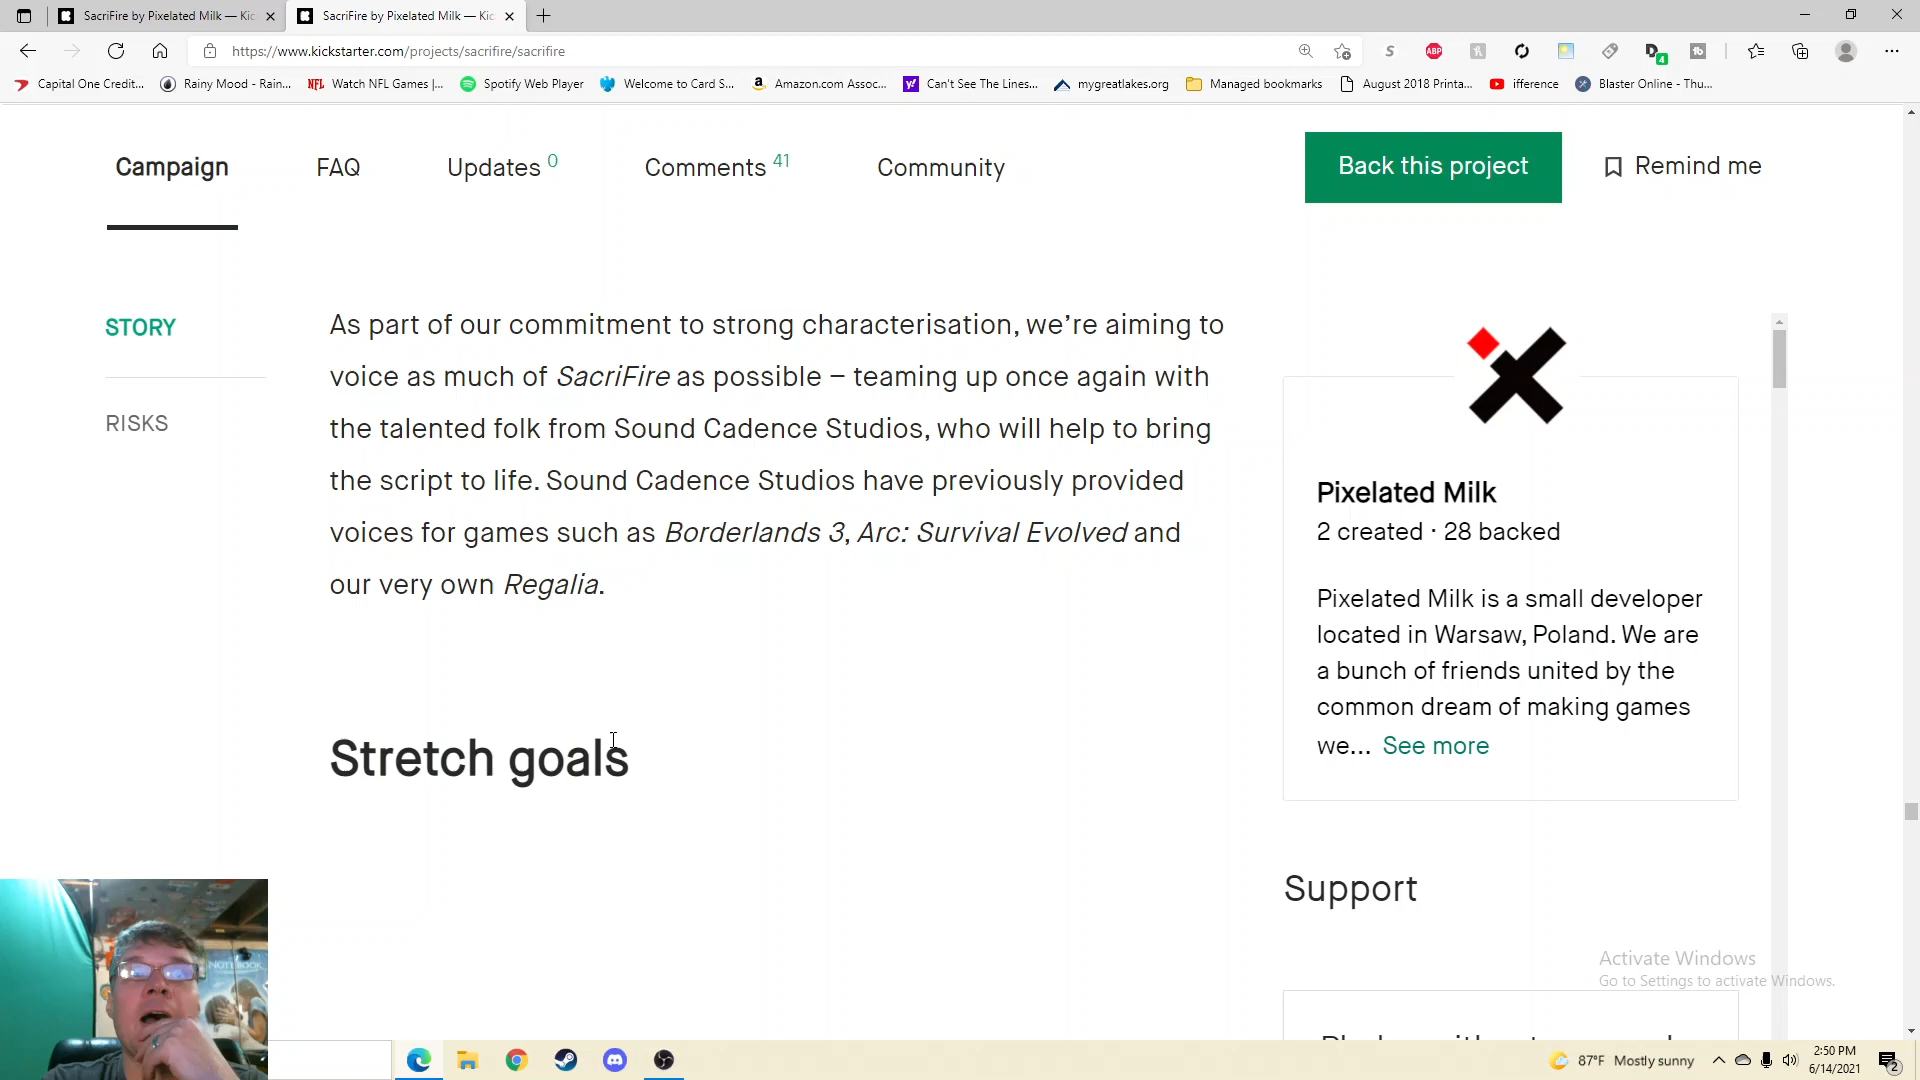 SacriFire by Pixelated Milk — Kic
SacriFire by Pixelated Milk — Kic
https://www.kickstarter.com/projects/sacrifire/sacrifire
ABP
4
Capital One Credit...
Rainy Mood - Rain...
NFL Watch NFL Games |...
Spotify Web Player
Welcome to Card S...
Amazon.com Assoc...
Can't See The Lines...
mygreatlakes.org
Managed bookmarks
August 2018 Printa...
ifference
Blaster Online - Thu...
Campaign
FAQ
Updates 0
Comments 41
Community
Back this project
Remind me
STORY
RISKS
As part of our commitment to strong characterisation, we’re aiming to
voice as much of SacriFire as possible – teaming up once again with
the talented folk from Sound Cadence Studios, who will help to bring
the script to life. Sound Cadence Studios have previously provided
voices for games such as Borderlands 3, Arc: Survival Evolved and
our very own Regalia.
Stretch goals
Pixelated Milk
2 created · 28 backed
Pixelated Milk is a small developer
located in Warsaw, Poland. We are
a bunch of friends united by the
common dream of making games
we... See more
Support
Activate Windows
Go to Settings to activate Windows.
NOTEBOOK
87°F Mostly sunny
2:50 PM
6/14/2021
2